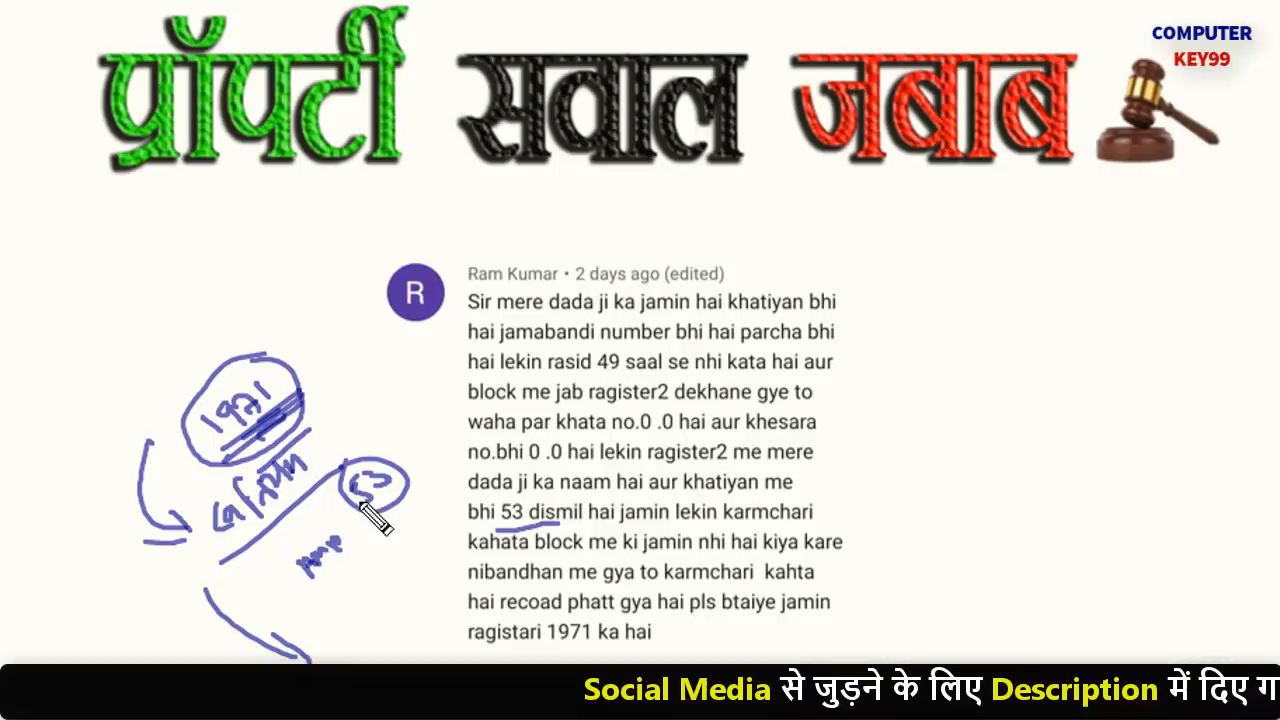 प्रॉपर्टी सवाल जबाब
COMPUTER
KEY99
Ram Kumar • 2 days ago (edited)
R
Sir mere dada ji ka jamin hai khatiyan bhi
hai jamabandi number bhi hai parcha bhi
hai lekin rasid 49 saal se nhi kata hai aur
block me jab ragister2 dekhane gye to
waha par khata no.0 .0 hai aur khesara
no.bhi 0 .0 hai lekin ragister2 me mere
dada ji ka naam hai aur khatiyan me
bhi 53 dismil hai jamin lekin karmchari
kahata block me ki jamin nhi hai kiya kare
nibandhan me gya to karmchari kahta
hai recoad phatt gya hai pls btaiye jamin
ragistari 1971 ka hai
1971
53
Social Media से जुड़ने के लिए Description में दिए ग